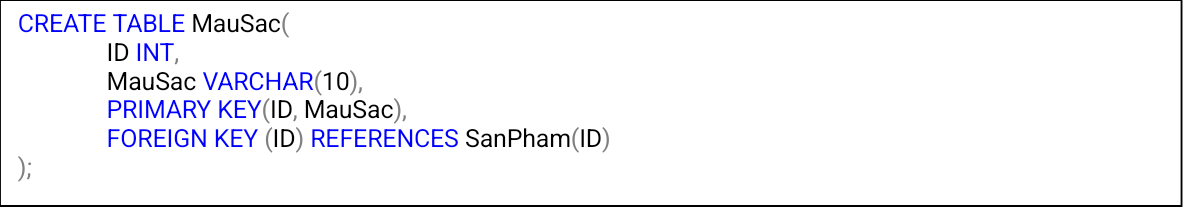 CREATE TABLE MauSac(
ID INT,
MauSac VARCHAR(10),
PRIMARY KEY(ID, MauSac),
FOREIGN KEY (ID) REFERENCES SanPham(ID)
);